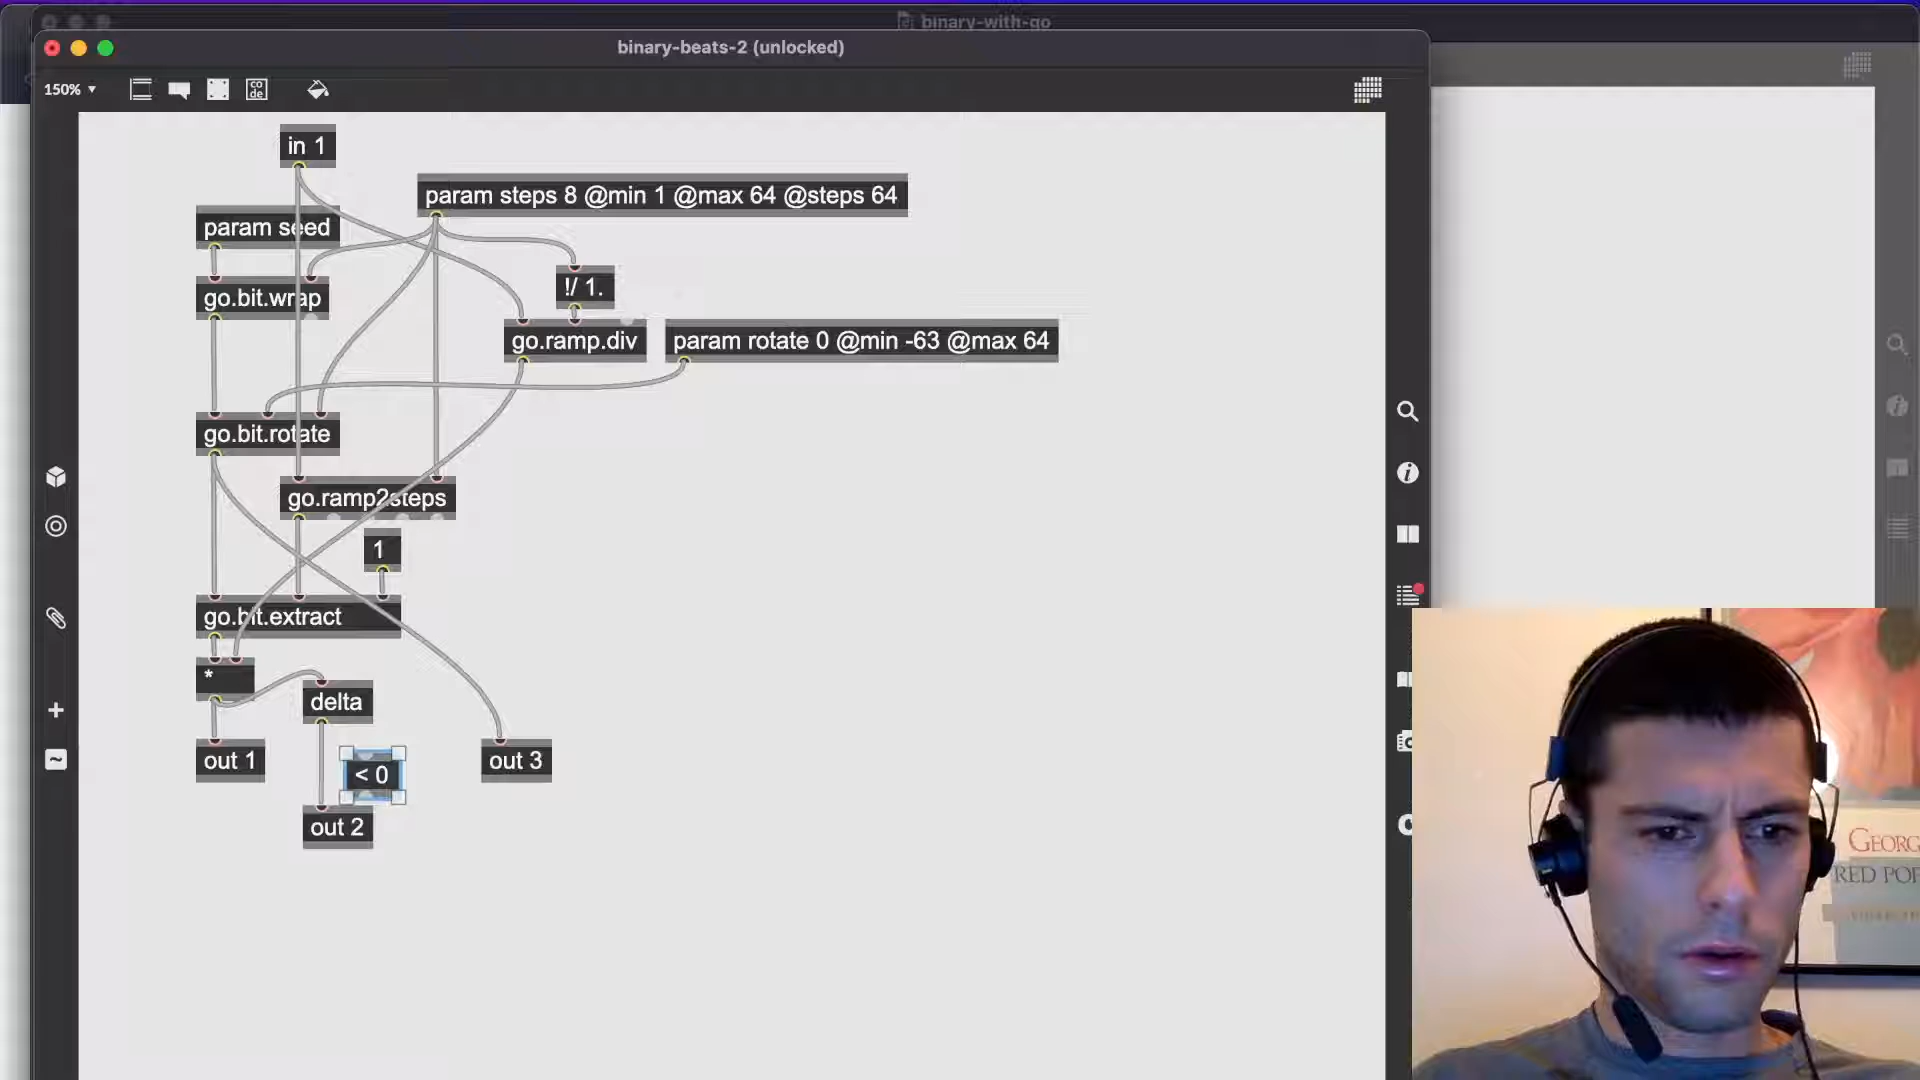 binary-with-go
binary-beats-2 (unlocked)
150%
co
de
in 1
param steps 8 @min 1 @max 64 @steps 64
param seed
!/ 1.
go.bit.wrap
go.ramp.div
param rotate 0 @min -63 @max 64
go.bit.rotate
go.ramp2steps
1
go.bit.extract
*
delta
out 1
< 0
out 3
out 2
GEORG
RED POP